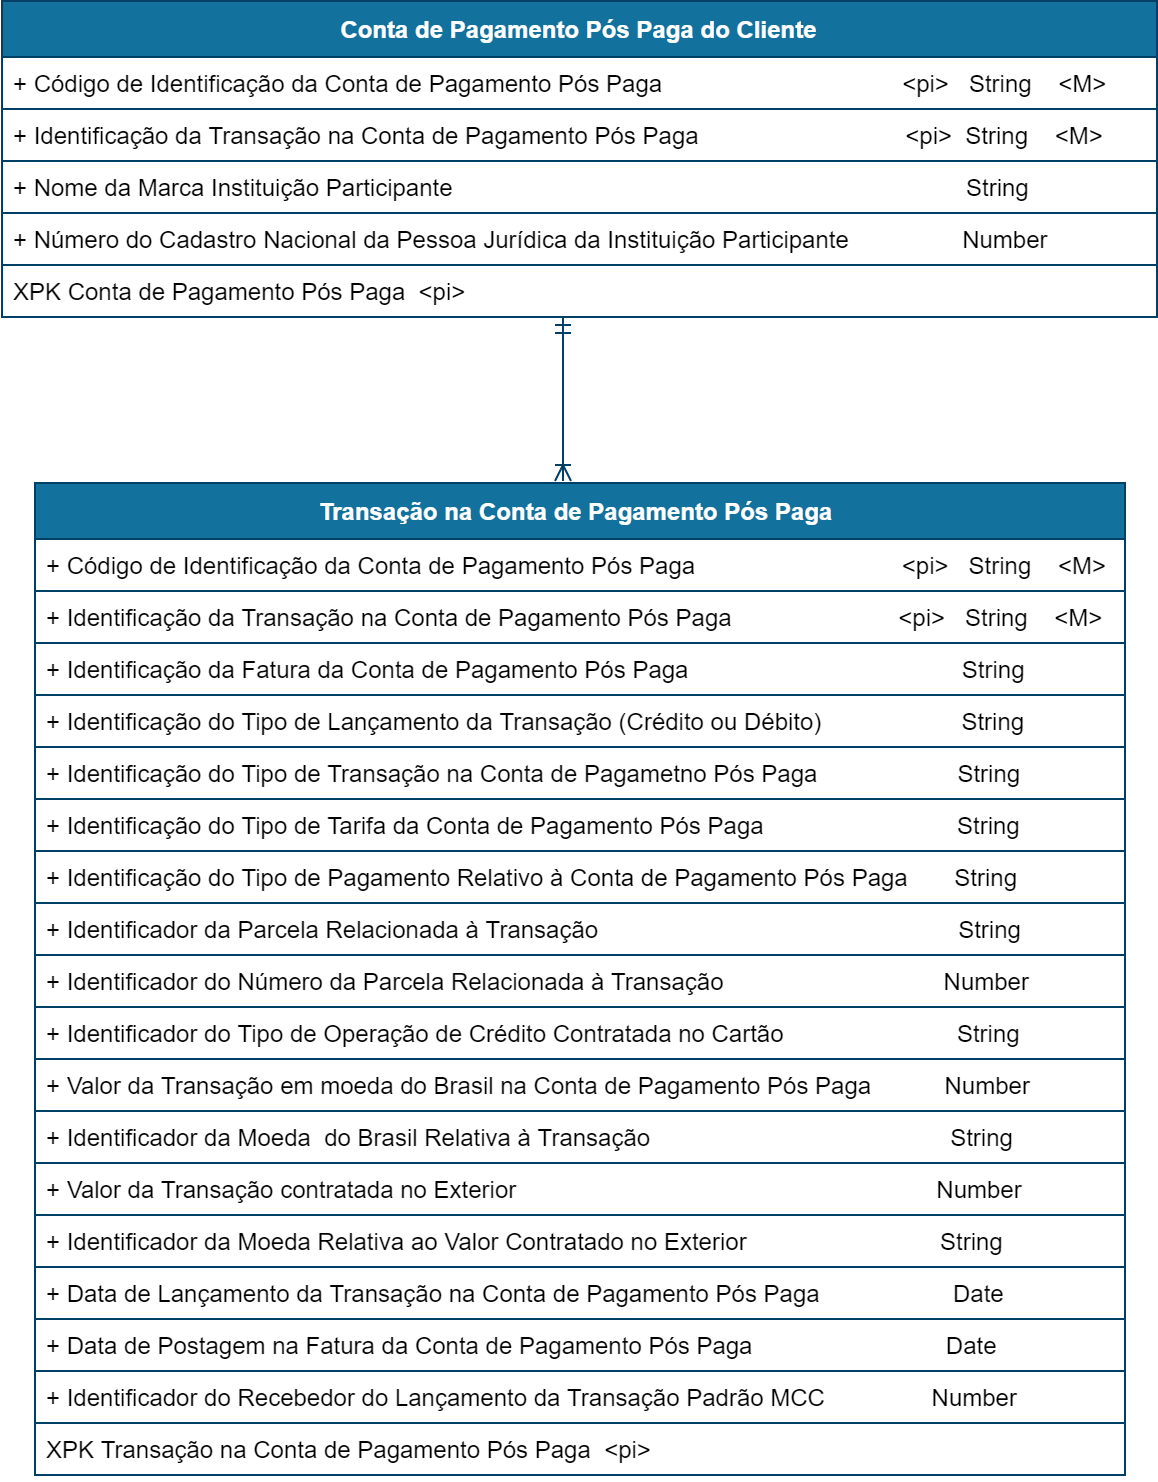 Conta de Pagamento Pós Paga do Cliente
+ Código de Identificação da Conta de Pagamento Pós Paga <pi> String <M>
+ Identificação da Transação na Conta de Pagamento Pós Paga <pi> String <M>
+ Nome da Marca Instituição Participante String
+ Número do Cadastro Nacional da Pessoa Jurídica da Instituição Participante Number
XPK Conta de Pagamento Pós Paga <pi>
Transação na Conta de Pagamento Pós Paga
+ Código de Identificação da Conta de Pagamento Pós Paga <pi> String <M>
+ Identificação da Transação na Conta de Pagamento Pós Paga <pi> String <M>
+ Identificação da Fatura da Conta de Pagamento Pós Paga String
+ Identificação do Tipo de Lançamento da Transação (Crédito ou Débito) String
+ Identificação do Tipo de Transação na Conta de Pagametno Pós Paga String
+ Identificação do Tipo de Tarifa da Conta de Pagamento Pós Paga String
+ Identificação do Tipo de Pagamento Relativo à Conta de Pagamento Pós Paga String
+ Identificador da Parcela Relacionada à Transação String
+ Identificador do Número da Parcela Relacionada à Transação Number
+ Identificador do Tipo de Operação de Crédito Contratada no Cartão String
+ Valor da Transação em moeda do Brasil na Conta de Pagamento Pós Paga Number
+ Identificador da Moeda do Brasil Relativa à Transação String
+ Valor da Transação contratada no Exterior Number
+ Identificador da Moeda Relativa ao Valor Contratado no Exterior String
+ Data de Lançamento da Transação na Conta de Pagamento Pós Paga Date
+ Data de Postagem na Fatura da Conta de Pagamento Pós Paga Date
+ Identificador do Recebedor do Lançamento da Transação Padrão MCC Number
XPK Transação na Conta de Pagamento Pós Paga <pi>